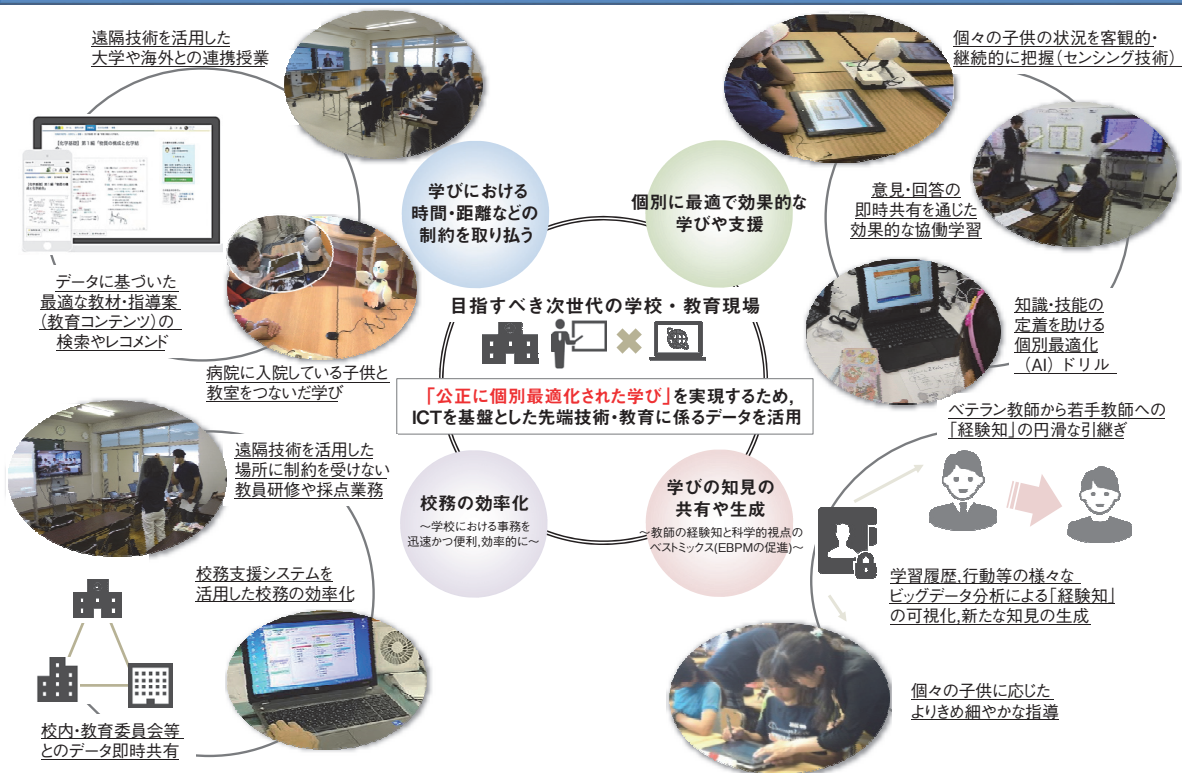 遠隔技術を活用した
大学や海外との連携授業
【化学基礎】第1編「物質の構成と化学結
データに基づいた
最適な教材・指導案
(教育コンテンツ)の
検索やレコメンド
病院に入院している子供と
教室をつないだ学び
学びにおける
時間・距離などの
制約を取り払う
個別に最適で効果的な
学びや支援
個々の子供の状況を客観的・
継続的に把握(センシング技術)
意見・回答の
即時共有を通じた
効果的な協働学習
知識・技能の
定着を助ける
個別最適化
(AI)ドリル
目指すべき次世代の学校・教育現場
「公正に個別最適化された学び」を実現するため,
ICTを基盤とした先端技術・教育に係るデータを活用
遠隔技術を活用した
場所に制約を受けない
教員研修や採点業務
校務の効率化
~学校における事務を
迅速かつ便利,効率的に~
校務支援システムを
活用した校務の効率化
校内・教育委員会等
とのデータ即時共有
学びの知見の
共有や生成
~教師の経験知と科学的視点の
ベストミックス(EBPMの促進)~
ベテラン教師から若手教師への
「経験知」の円滑な引継ぎ
学習履歴,行動等の様々な
ビッグデータ分析による「経験知」
の可視化,新たな知見の生成
個々の子供に応じた
よりきめ細やかな指導